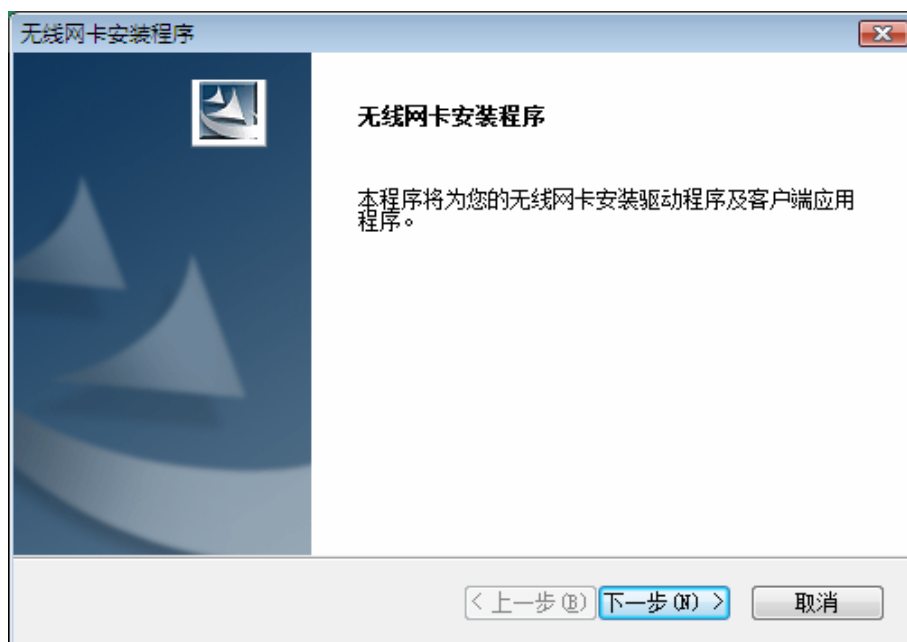 无线网卡安装程序
无线网卡安装程序
本程序将为您的无线网卡安装驱动程序及客户端应用
程序。
< 上一步(B) 下一步(N) > 取消